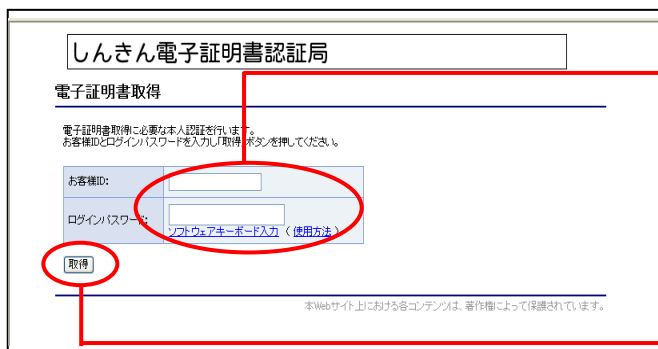 しんきん電子証明書認証局
電子証明書取得
電子証明書取得に必要な本人認証を行います。
お客様IDとログインパスワードを入力し「取得」ボタンを押してください。
お客様ID:
ログインパスワード:
ソフトウェアキーボード入力 ( 使用方法 )
取得
本Webサイト上における各コンテンツは、著作権によって保護されています。